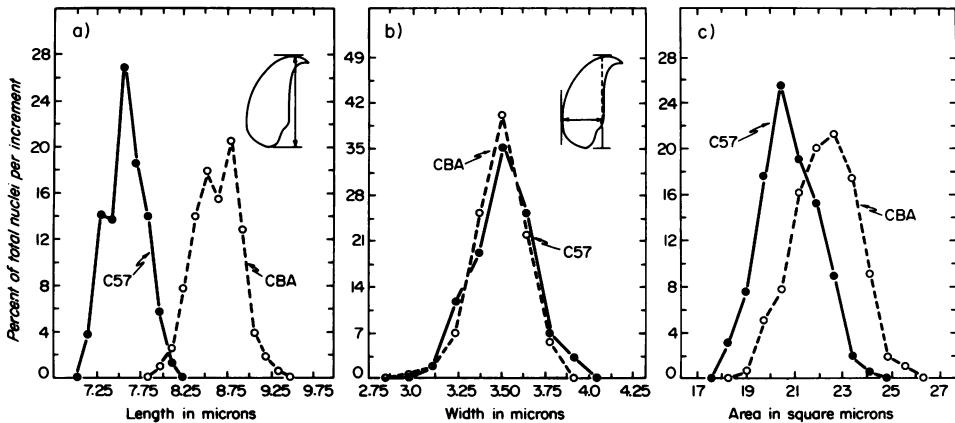 Percent of total nuclei per increment
a)
28
24
20
16
12
8
4
0
C57
CBA
7.25 7.75 8.25 8.75 9.25 9.75
Length in microns
b)
49
42
35
28
21
14
7
0
CBA
C57
2.75 3.0 3.25 3.50 3.75 4.0 4.25
Width in microns
c)
28
24
20
16
12
8
4
0
C57
CBA
17 19 21 23 25 27
Area in square microns